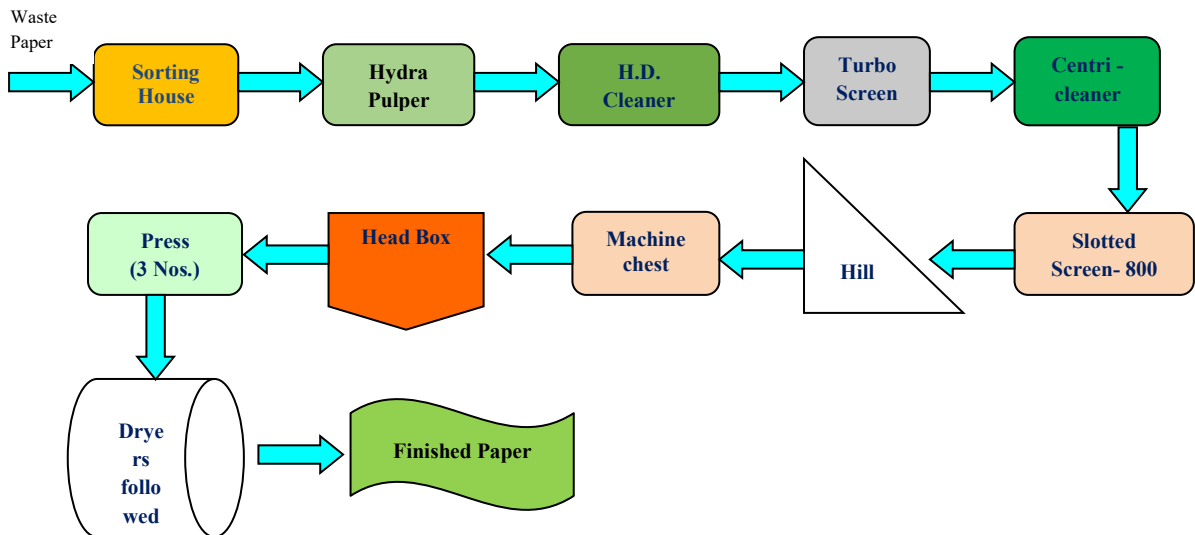 Waste
Paper
Sorting
House
Hydra
Pulper
H.D.
Cleaner
Turbo
Screen
Centri -
cleaner
Press
(3 Nos.)
Head Box
Machine
chest
Hill
Slotted
Screen- 800
Drye
rs
follo
wed
Finished Paper